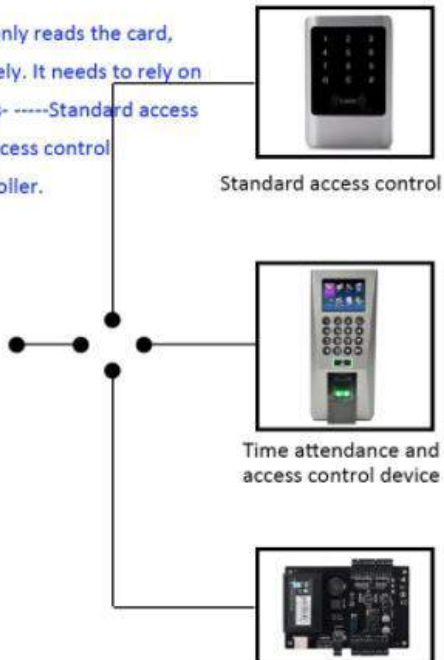 only reads the card,
ely. It needs to rely on
s- -----Standard access
cess control
oller.
Standard access control
Time attendance and
access control device